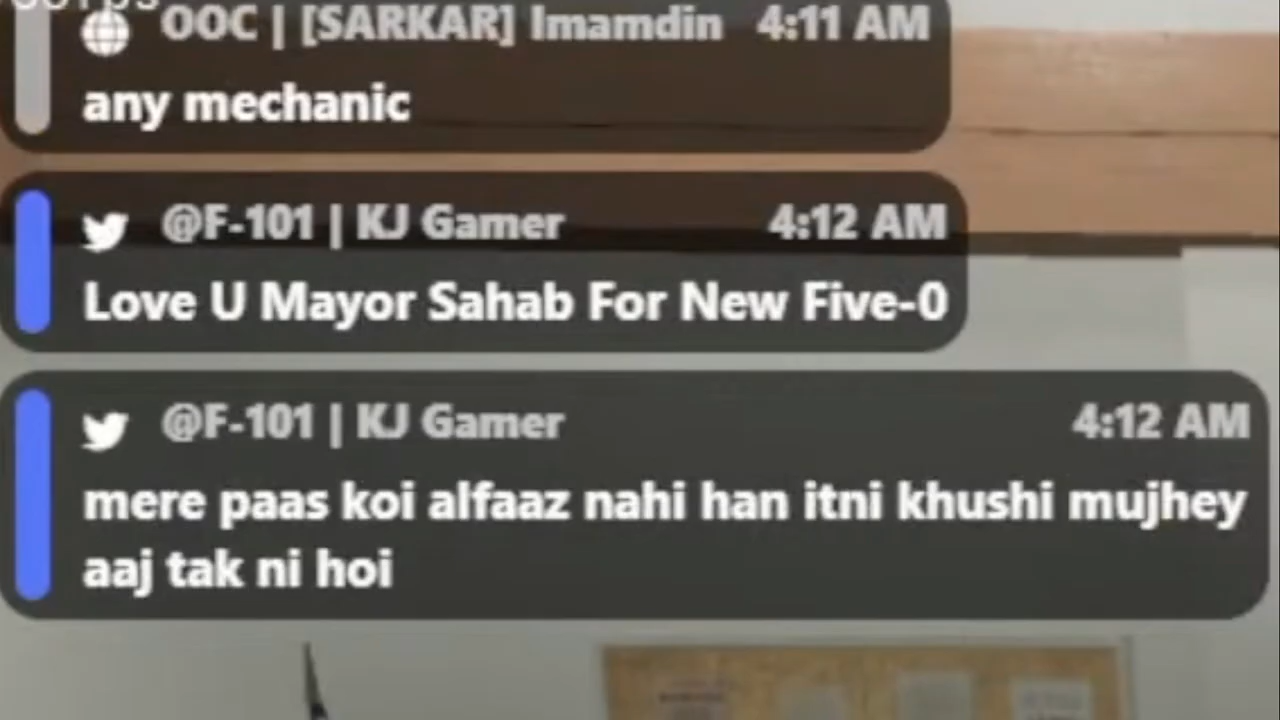 OOC | [SARKAR] Imamdin 4:11 AM
any mechanic
@F-101 | KJ Gamer 4:12 AM
Love U Mayor Sahab For New Five-0
@F-101 | KJ Gamer 4:12 AM
mere paas koi alfaaz nahi han itni khushi mujhey
aaj tak ni hoi